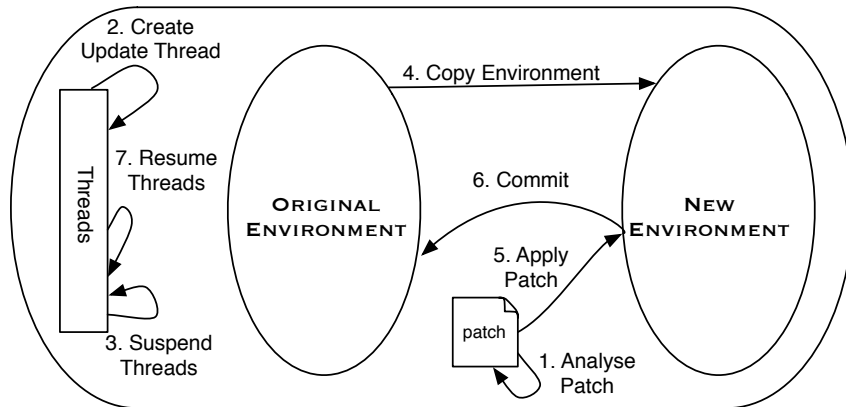 2. Create
Update Thread
4. Copy Environment
7. Resume
Threads
Threads
6. Commit
ORIGINAL
ENVIRONMENT
NEW
ENVIRONMENT
5. Apply
Patch
patch
3. Suspend
Threads
1. Analyse
Patch